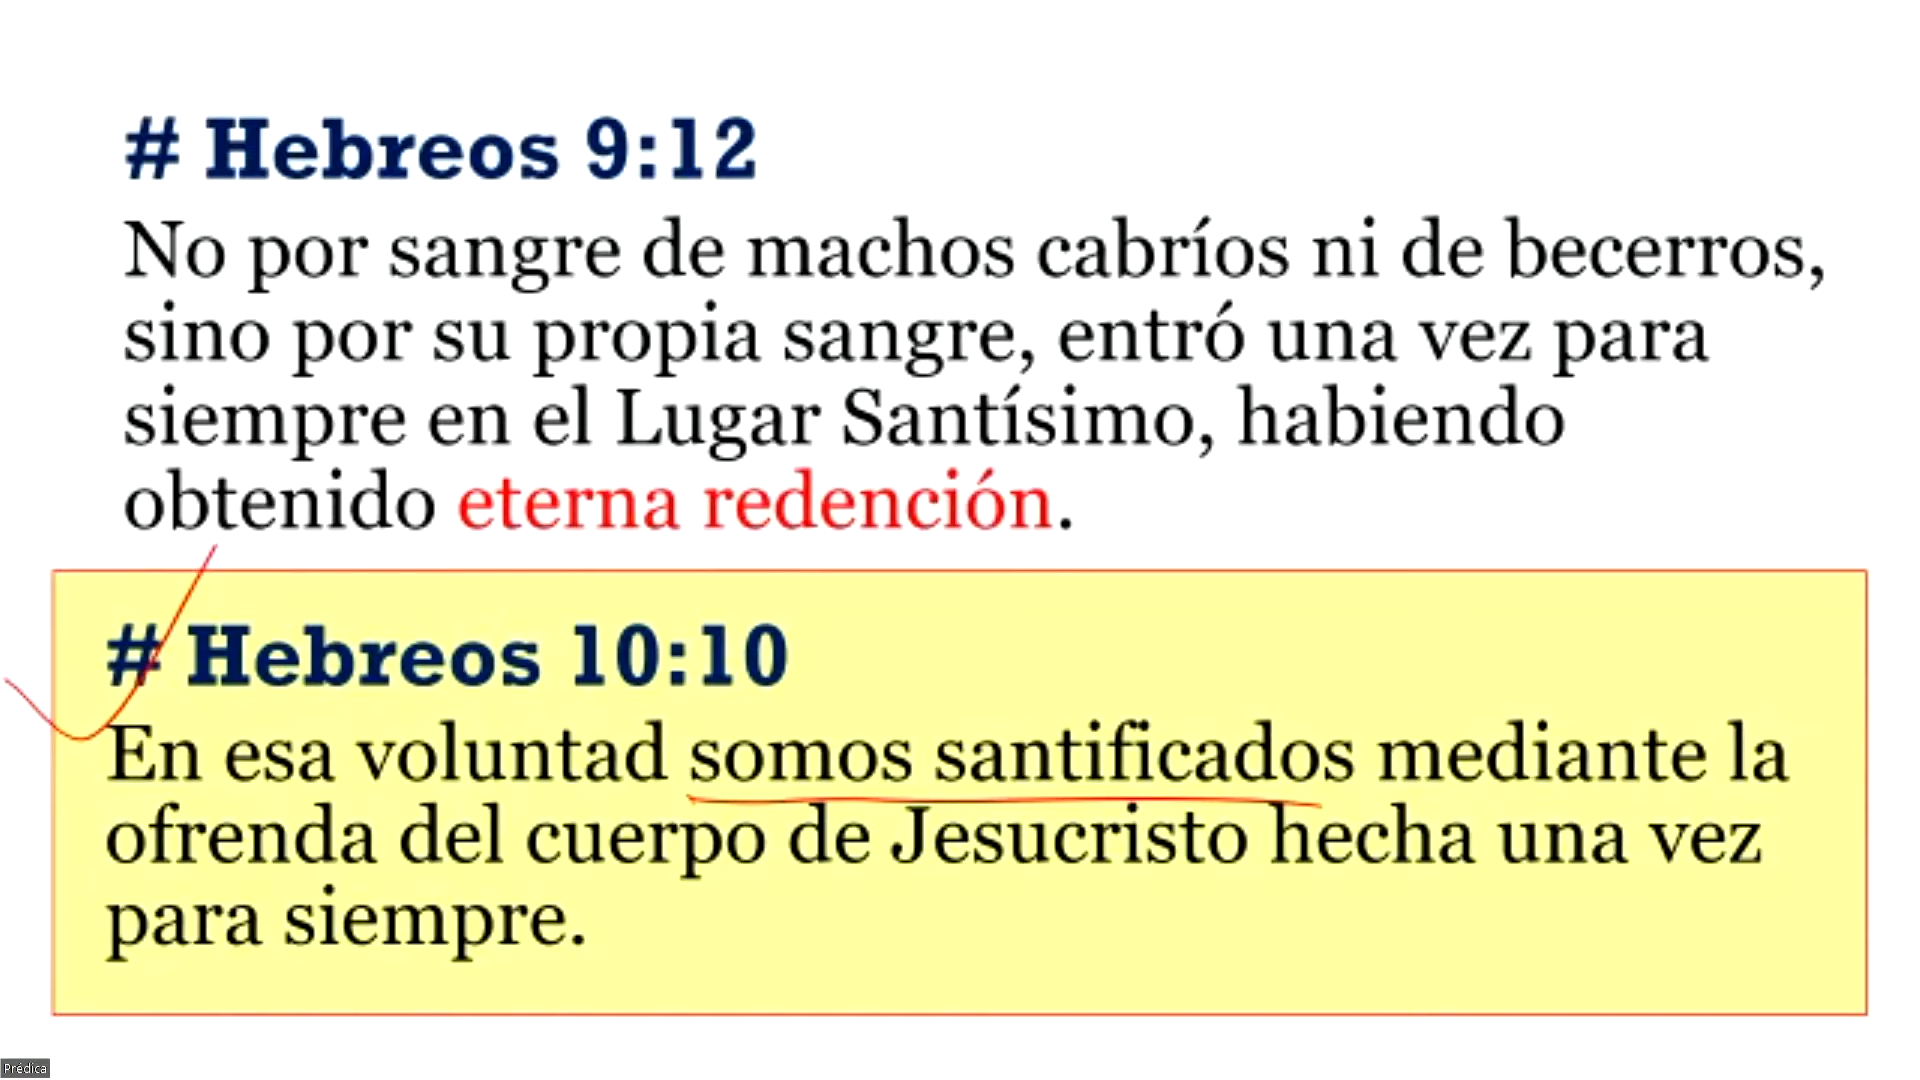 # Hebreos 9:12
No por sangre de machos cabríos ni de becerros,
sino por su propia sangre, entró una vez para
siempre en el Lugar Santísimo, habiendo
obtenido eterna redención.
# Hebreos 10:10
En esa voluntad somos santificados mediante la
ofrenda del cuerpo de Jesucristo hecha una vez
para siempre.
Prédica